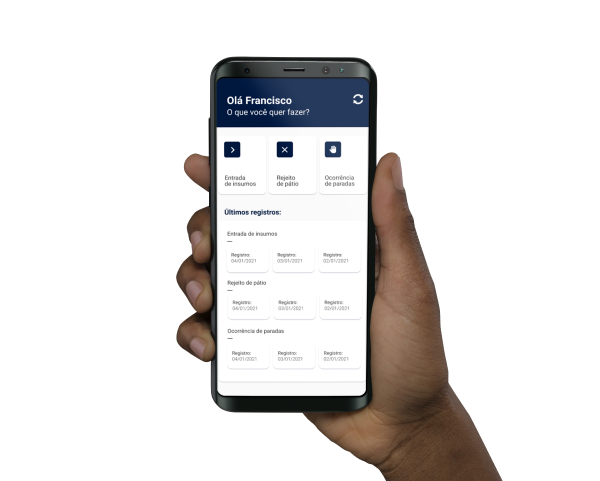 Olá Francisco
O que você quer fazer?
Entrada
de insumos
Rejeito
de pátio
Ocorrência
de paradas
Últimos registros:
Entrada de insumos
Registro:
04/01/2021
Registro:
03/01/2021
Registro:
02/01/2021
Rejeito de pátio
Registro:
04/01/2021
Registro:
03/01/2021
Registro:
02/01/2021
Ocorrência de paradas
Registro:
04/01/2021
Registro:
03/01/2021
Registro:
02/01/2021